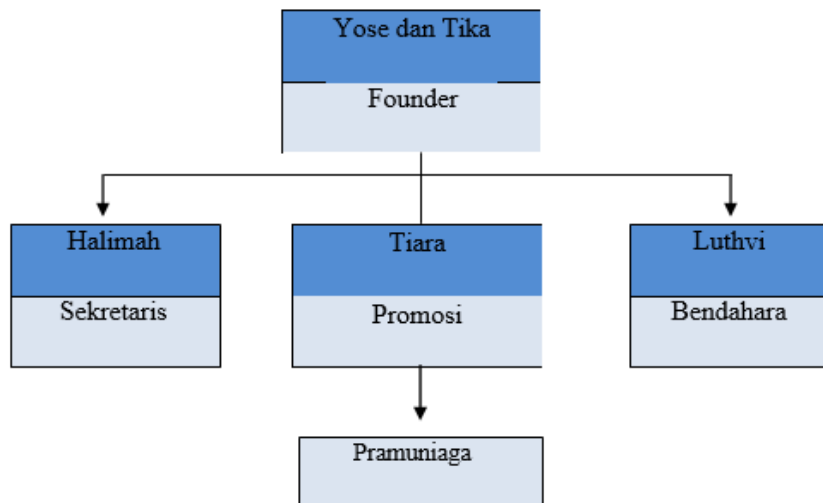 Yose dan Tika
Founder
Halimah
Sekretaris
Tiara
Promosi
Luthvi
Bendahara
Pramuniaga